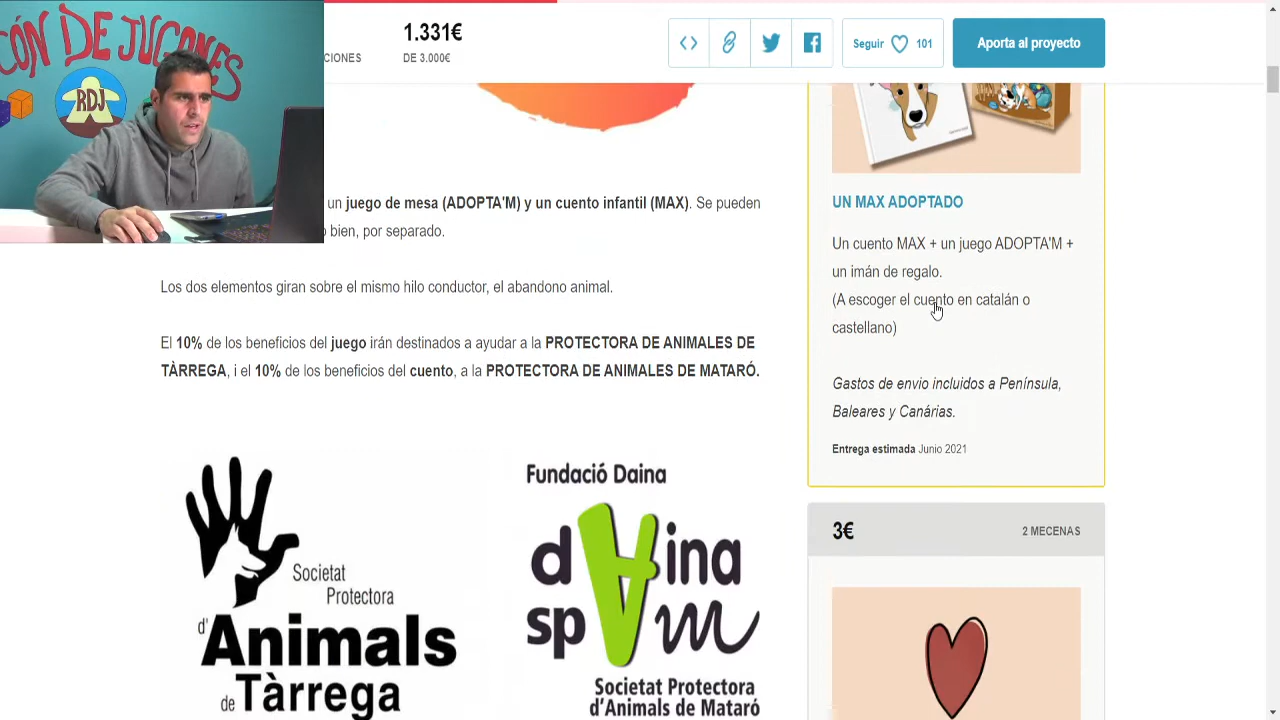 CÓN DE JUGONES
RDJ
CIONES
1.331€
DE 3.000€
Seguir 101
Aporta al proyecto
un juego de mesa (ADOPTA'M) y un cuento infantil (MAX). Se pueden
bien, por separado.
Los dos elementos giran sobre el mismo hilo conductor, el abandono animal.
El 10% de los beneficios del juego irán destinados a ayudar a la PROTECTORA DE ANIMALES DE
TÀRREGA, i el 10% de los beneficios del cuento, a la PROTECTORA DE ANIMALES DE MATARÓ.
Societat
Protectora
d'Animals
de Tàrrega
Fundació Daina
daina
spam
Societat Protectora
d'Animals de Mataró
UN MAX ADOPTADO
Un cuento MAX + un juego ADOPTA'M +
un imán de regalo.
(A escoger el cuento en catalán o
castellano)
Gastos de envio incluidos a Península,
Baleares y Canárias.
Entrega estimada Junio 2021
3€
2 MECENAS